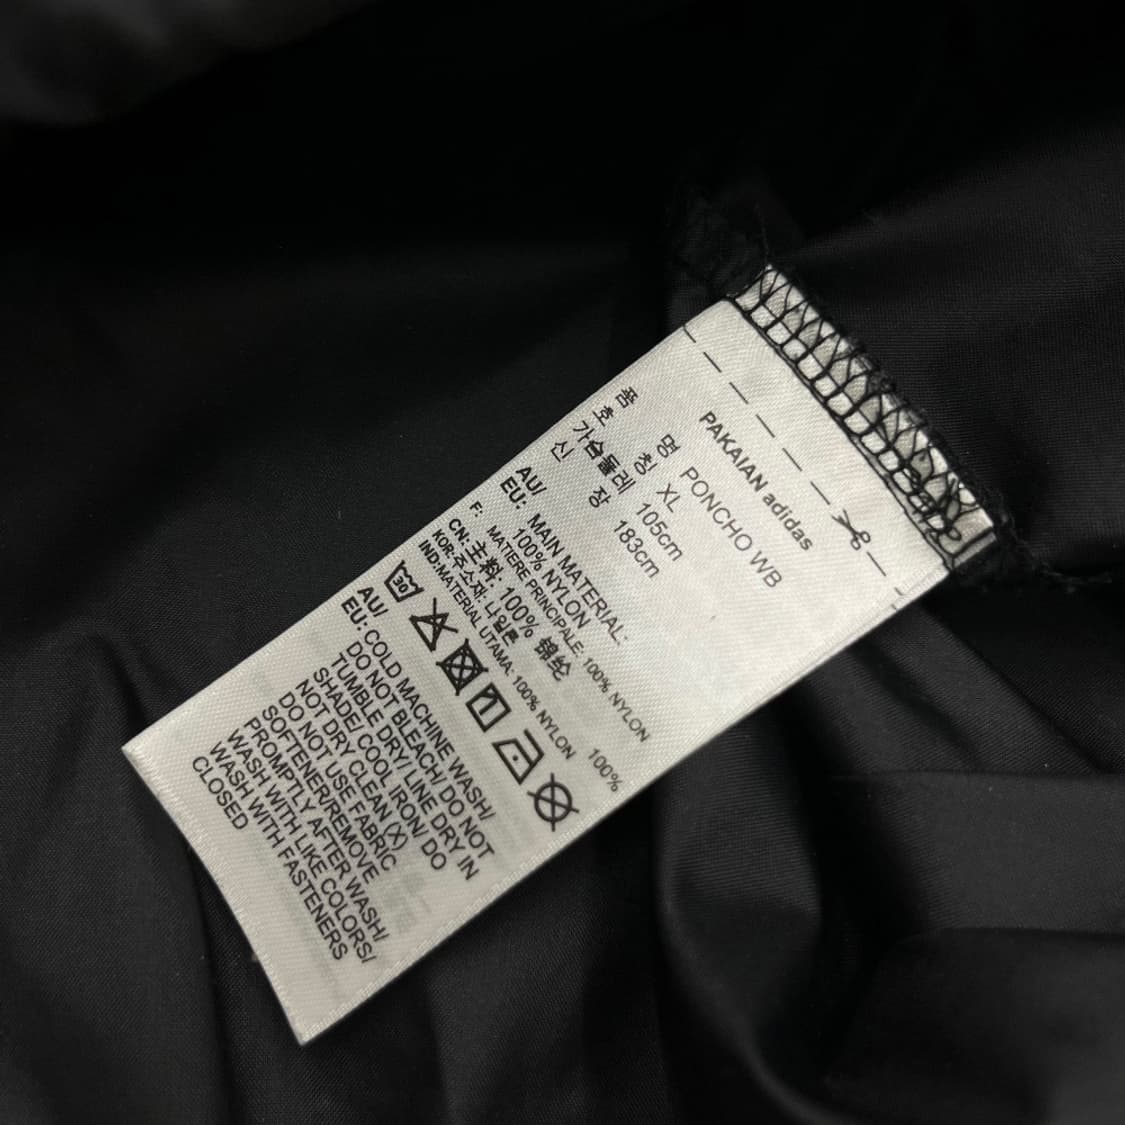 PAKAIAN adidas
품 명 PONCHO WB
호 칭 XL
가슴둘레 105cm
신 장 183cm
AU/
EU: MAIN MATERIAL:
100% NYLON
F: MATIERE PRINCIPALE: 100% NYLON
CN: 主料: 100% 锦纶
KOR:주소재: 나일론 100%
IND:MATERIAL UTAMA: 100% NYLON
30
AU/
EU: COLD MACHINE WASH/
DO NOT BLEACH/ DO NOT
TUMBLE DRY/ LINE DRY IN
SHADE/ COOL IRON/ DO
NOT DRY CLEAN (X)
DO NOT USE FABRIC
SOFTENER/REMOVE
PROMPTLY AFTER WASH/
WASH WITH LIKE COLORS/
WASH WITH FASTENERS
CLOSED